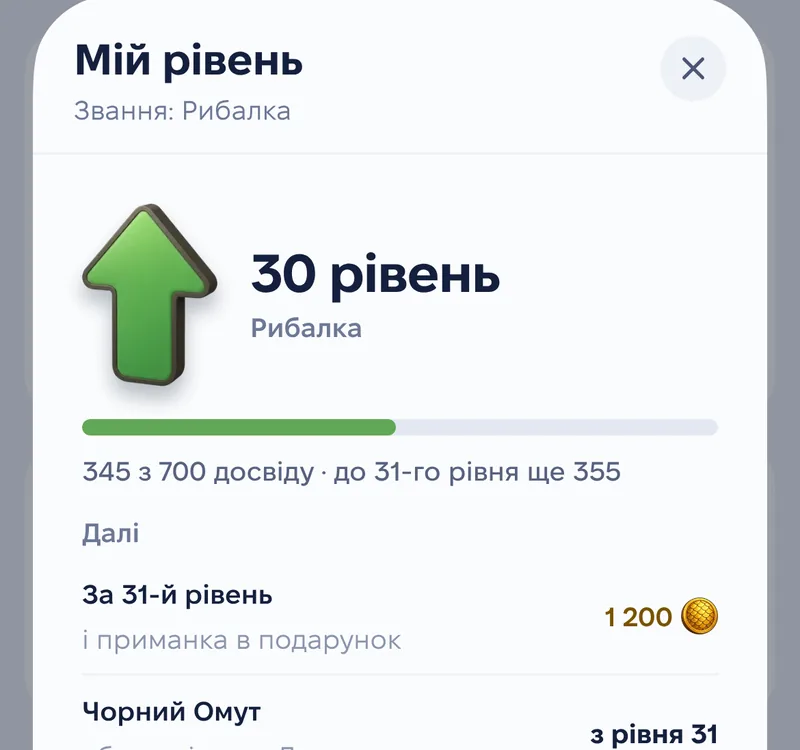 Мій рівень
Звання: Рибалка
30 рівень
Рибалка
345 з 700 досвіду · до 31-го рівня ще 355
Далі
За 31-й рівень
і приманка в подарунок
1 200
Чорний Омут
з рівня 31